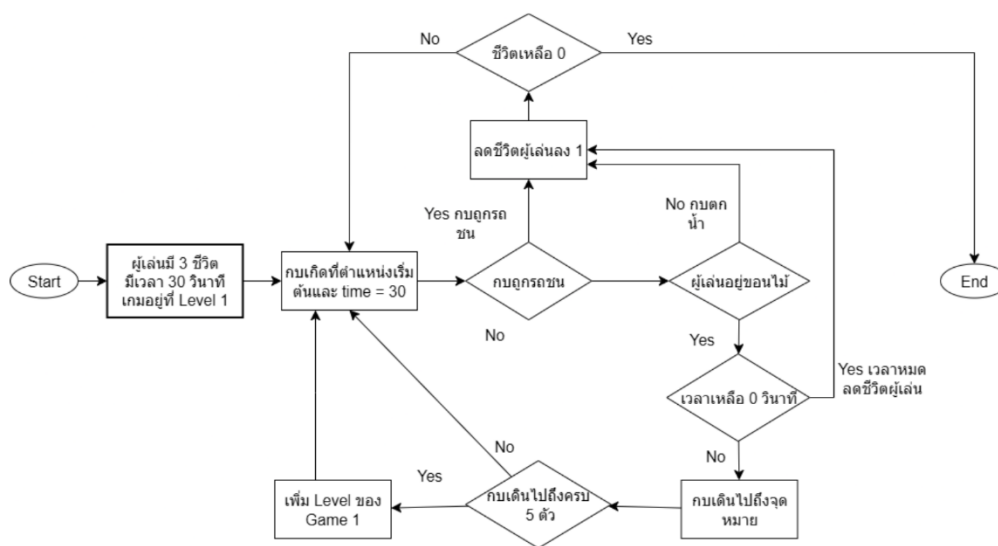 No
ชีวิตเหลือ 0
Yes
ลดชีวิตผู้เล่นลง 1
Yes กบถูกรถ
ชน
No กบตก
น้ำ
Start
ผู้เล่นมี 3 ชีวิต
มีเวลา 30 วินาที
เกมอยู่ที่ Level 1
กบเกิดที่ตำแหน่งเริ่ม
ต้นและ time = 30
กบถูกรถชน
ผู้เล่นอยู่ขอนไม้
End
No
Yes
Yes เวลาหมด
ลดชีวิตผู้เล่น
เวลาเหลือ 0 วินาที
No
No
Yes
เพิ่ม Level ของ
Game 1
กบเดินไปถึงครบ
5 ตัว
กบเดินไปถึงจุด
หมาย